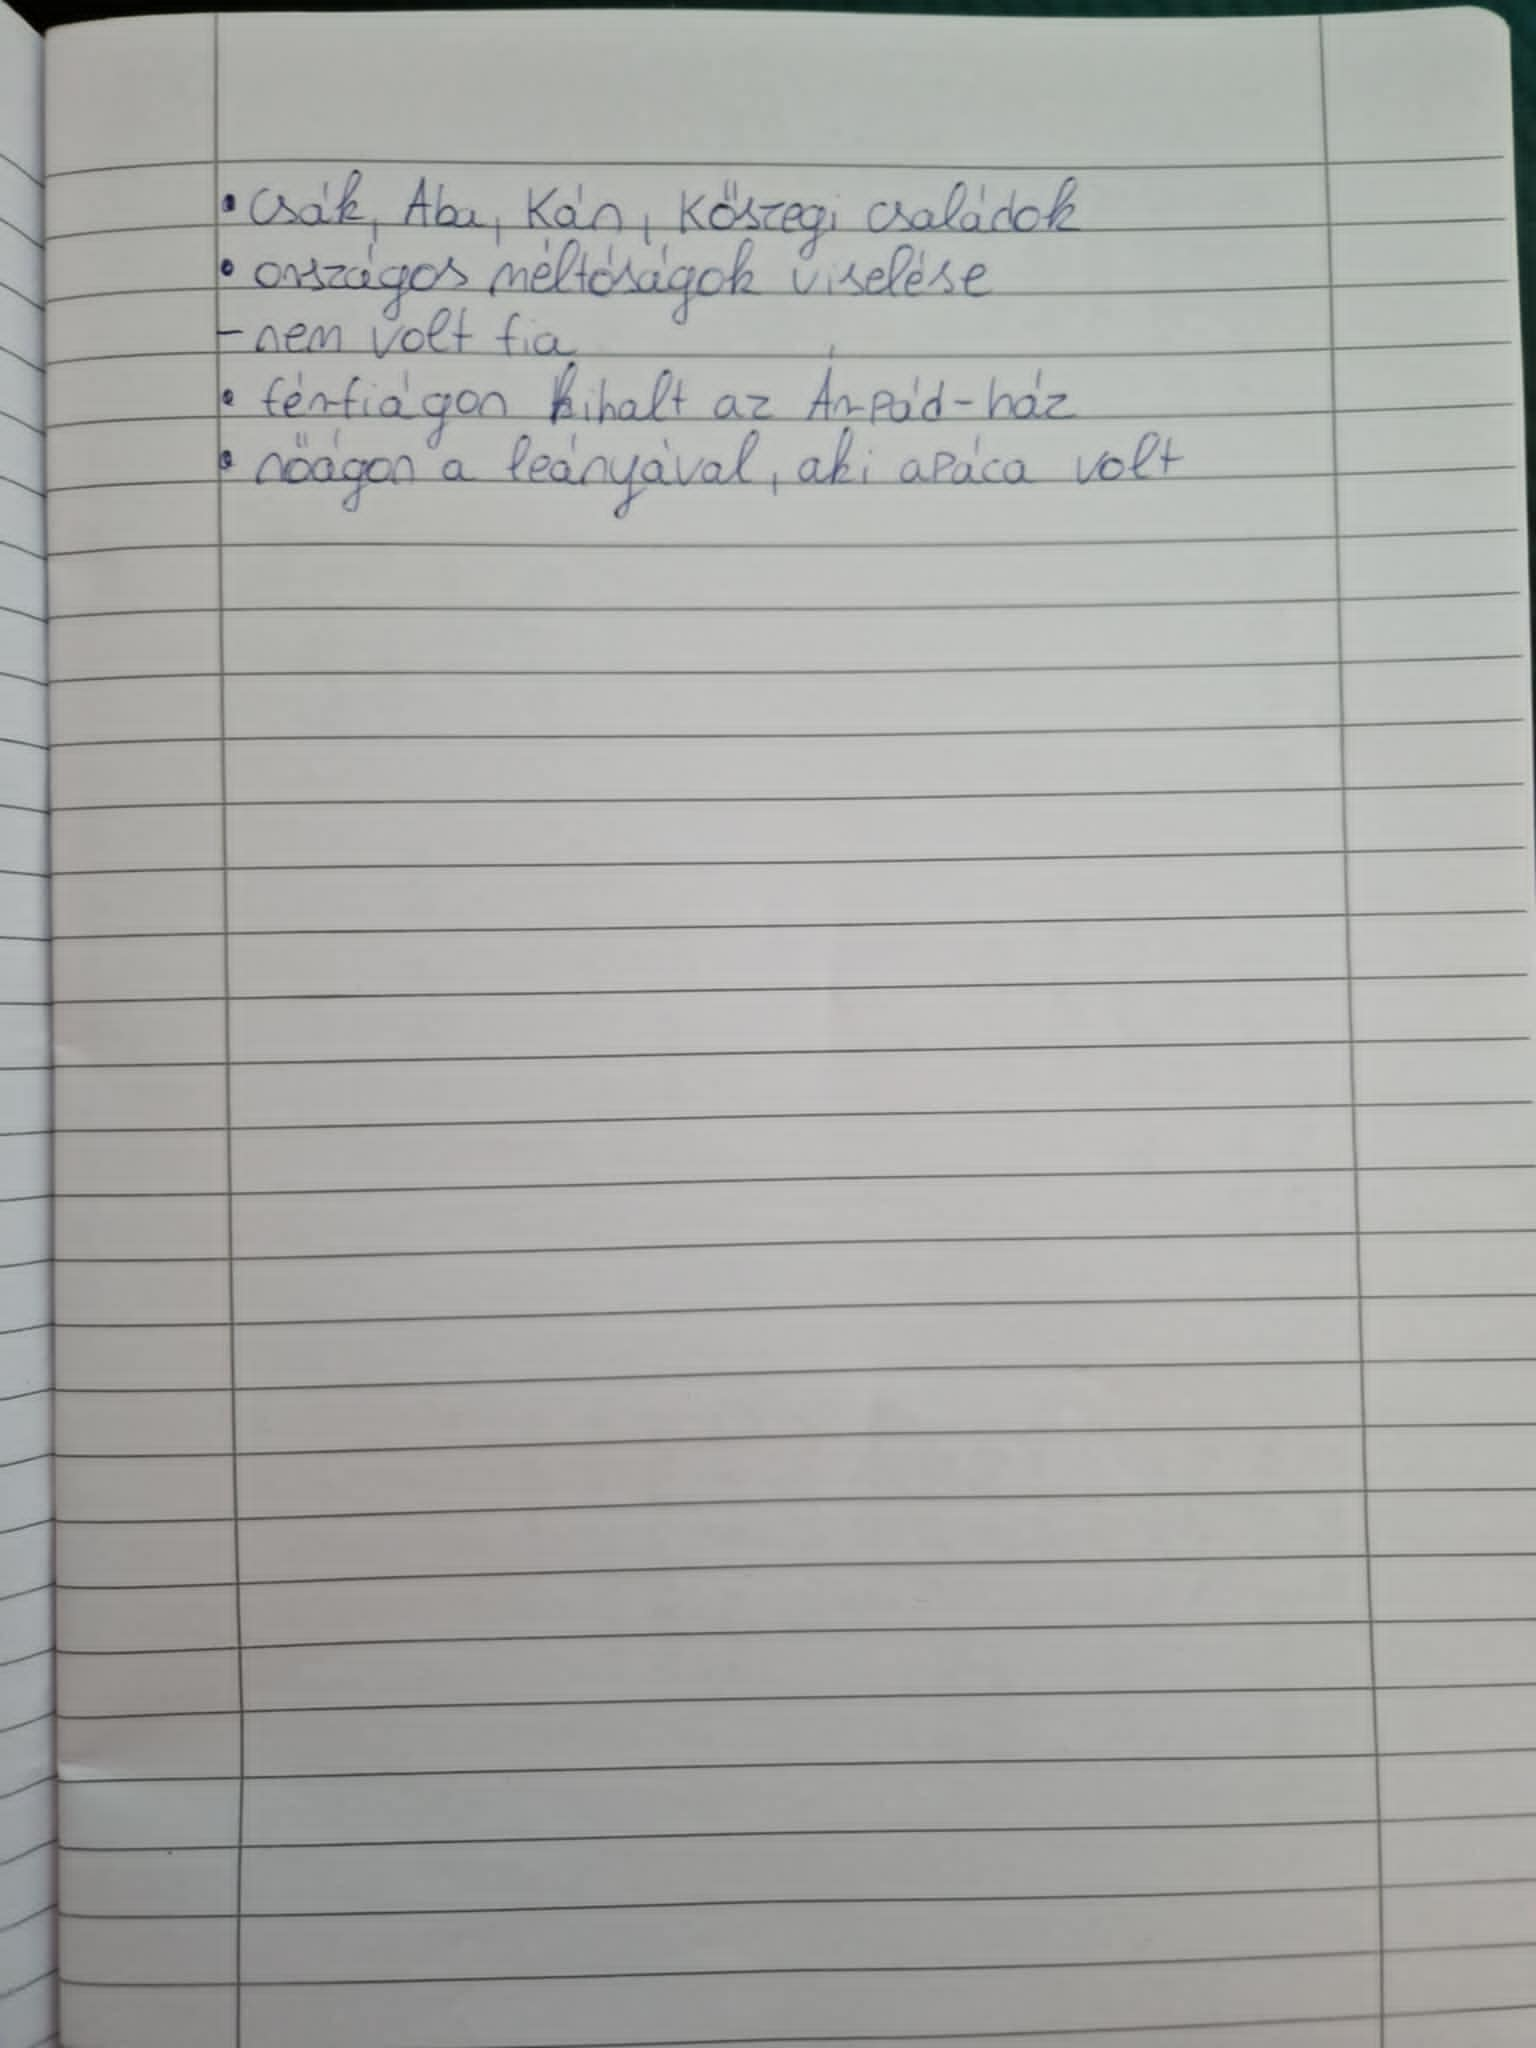 • Csák, Aba, Kán, Kőszegi családok
• országos méltóságok viselése
- nem volt fia
• férfiágon kihalt az Árpád-ház
• nőágon a leányával, aki apáca volt